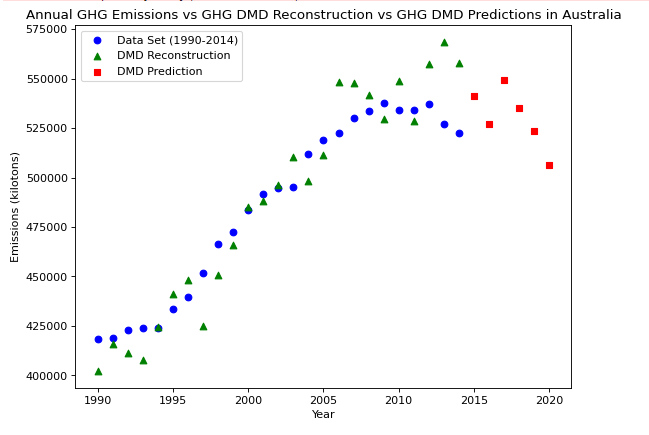 Annual GHG Emissions vs GHG DMD Reconstruction vs GHG DMD Predictions in Australia
575000
550000
525000
500000
475000
450000
425000
400000
Emissions (kilotons)
Data Set (1990-2014)
DMD Reconstruction
DMD Prediction
1990 1995 2000 2005 2010 2015 2020
Year